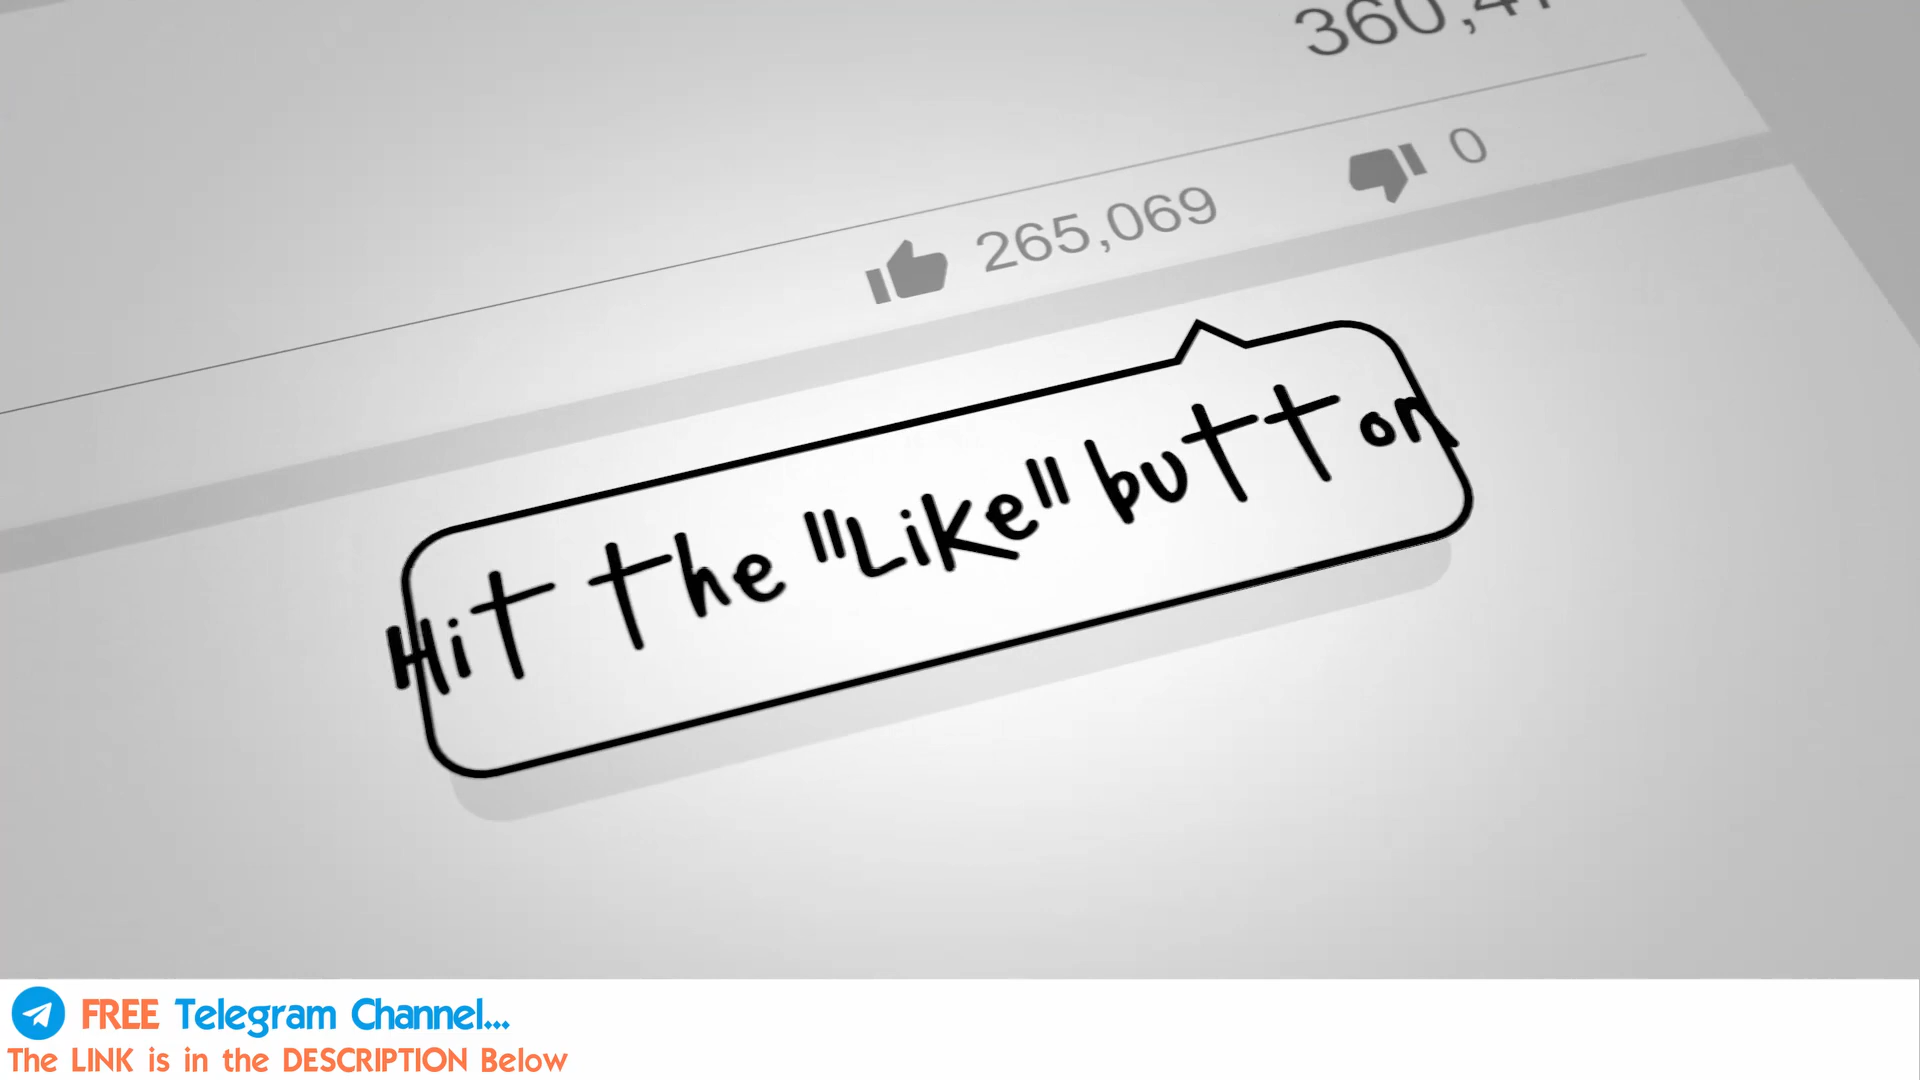 265,069
0
Hit the "Like" button
FREE Telegram Channel...
The LINK is in the DESCRIPTION Below